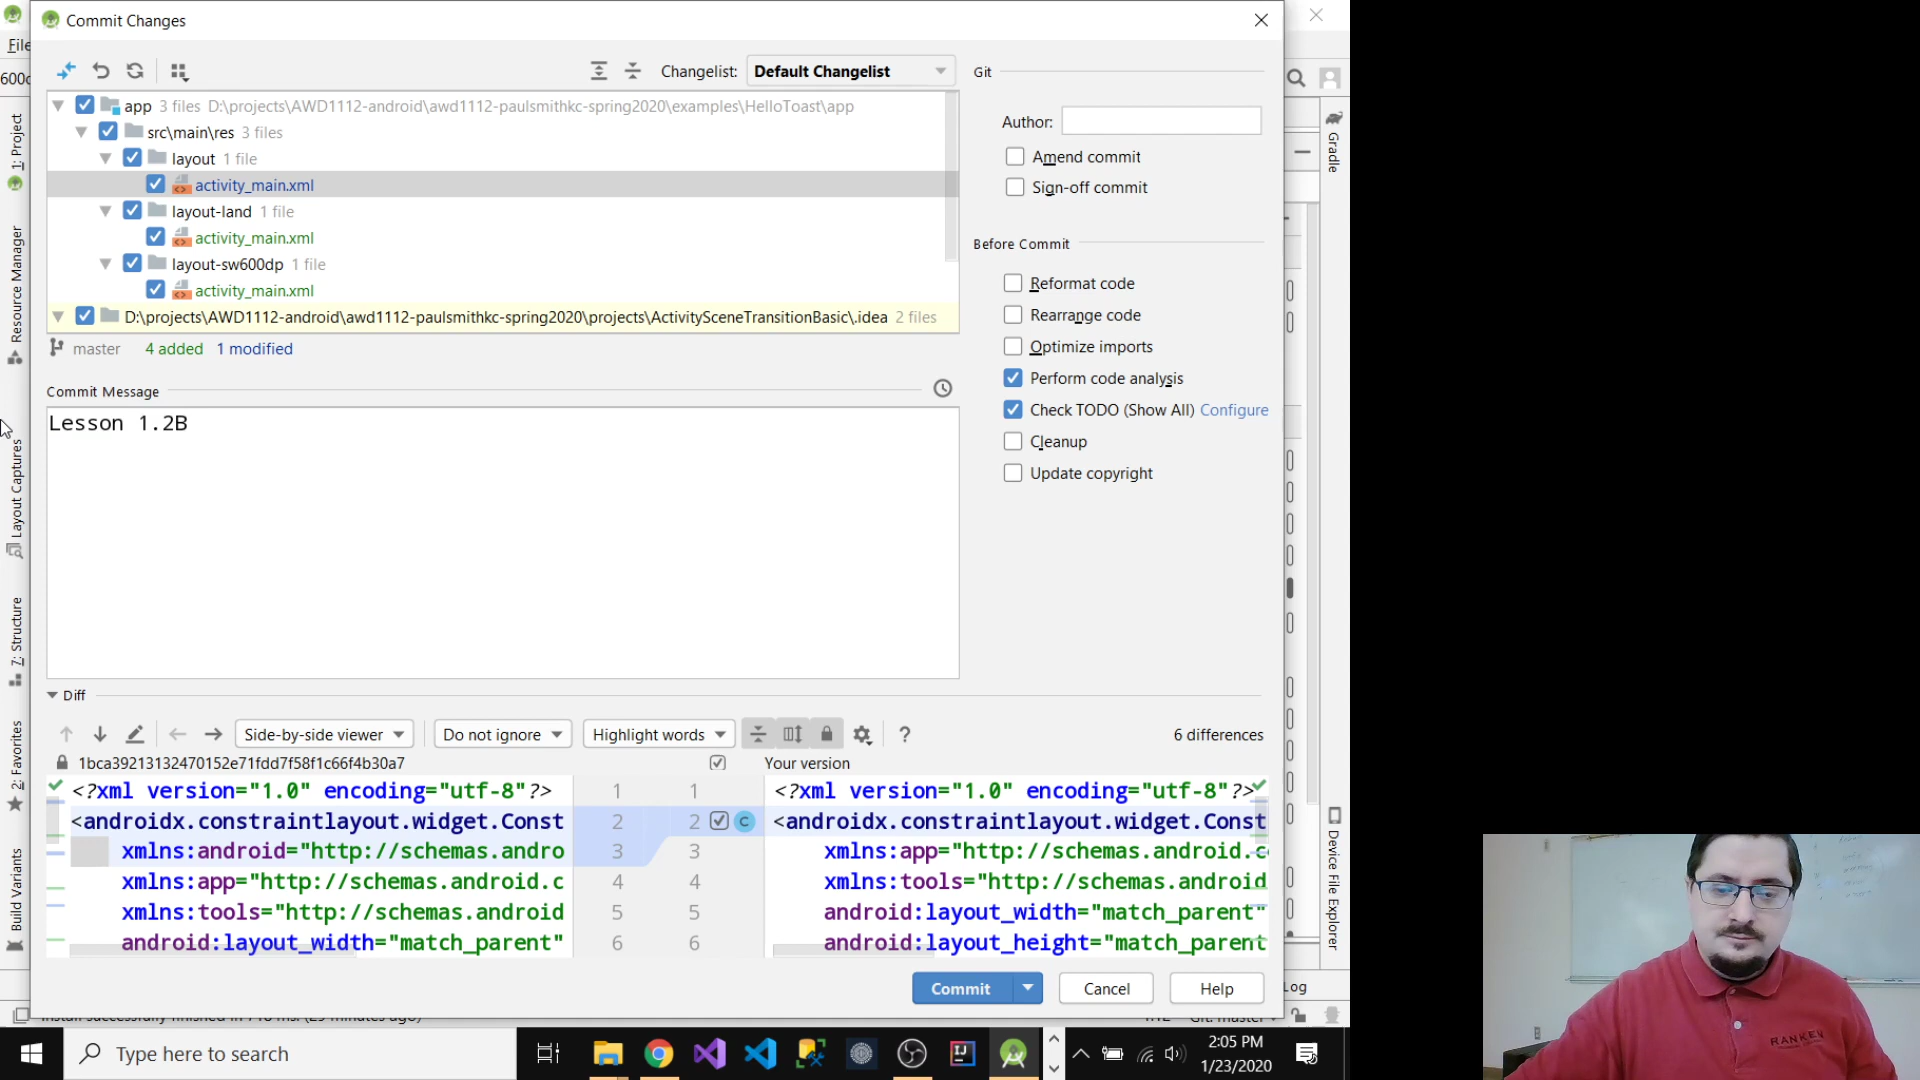 Commit Changes
File
600d
Changelist: Default Changelist
Git
app 3 files D:\projects\AWD1112-android\awd1112-paulsmithkc-spring2020\examples\HelloToast\app
src\main\res 3 files
layout 1 file
activity_main.xml
layout-land 1 file
activity_main.xml
layout-sw600dp 1 file
activity_main.xml
D:\projects\AWD1112-android\awd1112-paulsmithkc-spring2020\projects\ActivitySceneTransitionBasic\.idea 2 files
master 4 added 1 modified
Author:
Amend commit
Sign-off commit
Before Commit
Reformat code
Rearrange code
Optimize imports
Perform code analysis
Check TODO (Show All) Configure
Cleanup
Update copyright
Commit Message
Lesson 1.2B
Diff
Side-by-side viewer Do not ignore Highlight words ? 6 differences
1bca39213132470152e71fdd7f58f1c66f4b30a7 Your version
<?xml version="1.0" encoding="utf-8"?> 1 1 <?xml version="1.0" encoding="utf-8"?>
<androidx.constraintlayout.widget.Const 2 2 C <androidx.constraintlayout.widget.Const
xmlns:android="http://schemas.andro 3 3 xmlns:app="http://schemas.android.c
xmlns:app="http://schemas.android.c 4 4 xmlns:tools="http://schemas.android
xmlns:tools="http://schemas.android 5 5 android:layout_width="match_parent"
android:layout_width="match_parent" 6 6 android:layout_height="match_parent
Commit Cancel Help
1: Project
Resource Manager
Layout Captures
7: Structure
2: Favorites
Build Variants
Gradle
Device File Explorer
Log
Type here to search
2:05 PM
1/23/2020
RANKEN